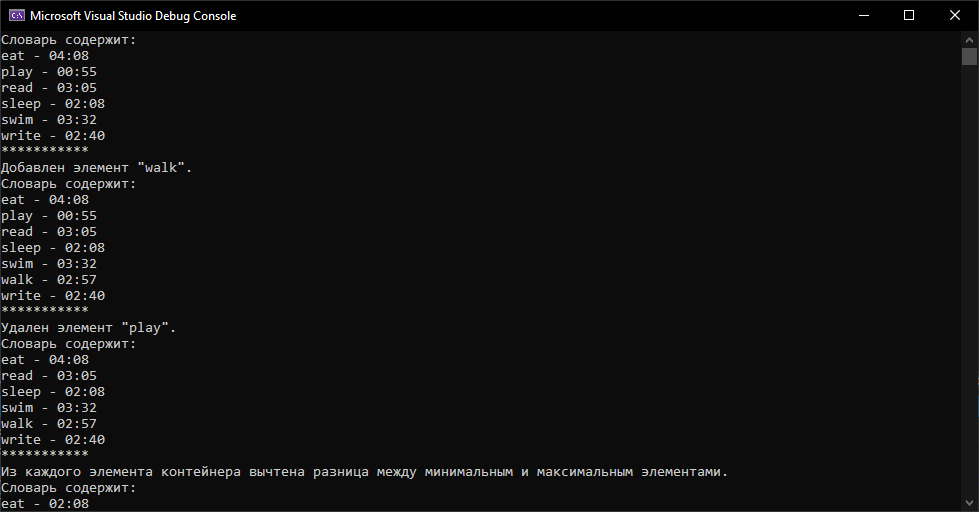 Microsoft Visual Studio Debug Console
Словарь содержит:
eat - 04:08
play - 00:55
read - 03:05
sleep - 02:08
swim - 03:32
write - 02:40
***********
Добавлен элемент "walk".
Словарь содержит:
eat - 04:08
play - 00:55
read - 03:05
sleep - 02:08
swim - 03:32
walk - 02:57
write - 02:40
***********
Удален элемент "play".
Словарь содержит:
eat - 04:08
read - 03:05
sleep - 02:08
swim - 03:32
walk - 02:57
write - 02:40
***********
Из каждого элемента контейнера вычтена разница между минимальным и максимальным элементами.
Словарь содержит:
eat - 02:08